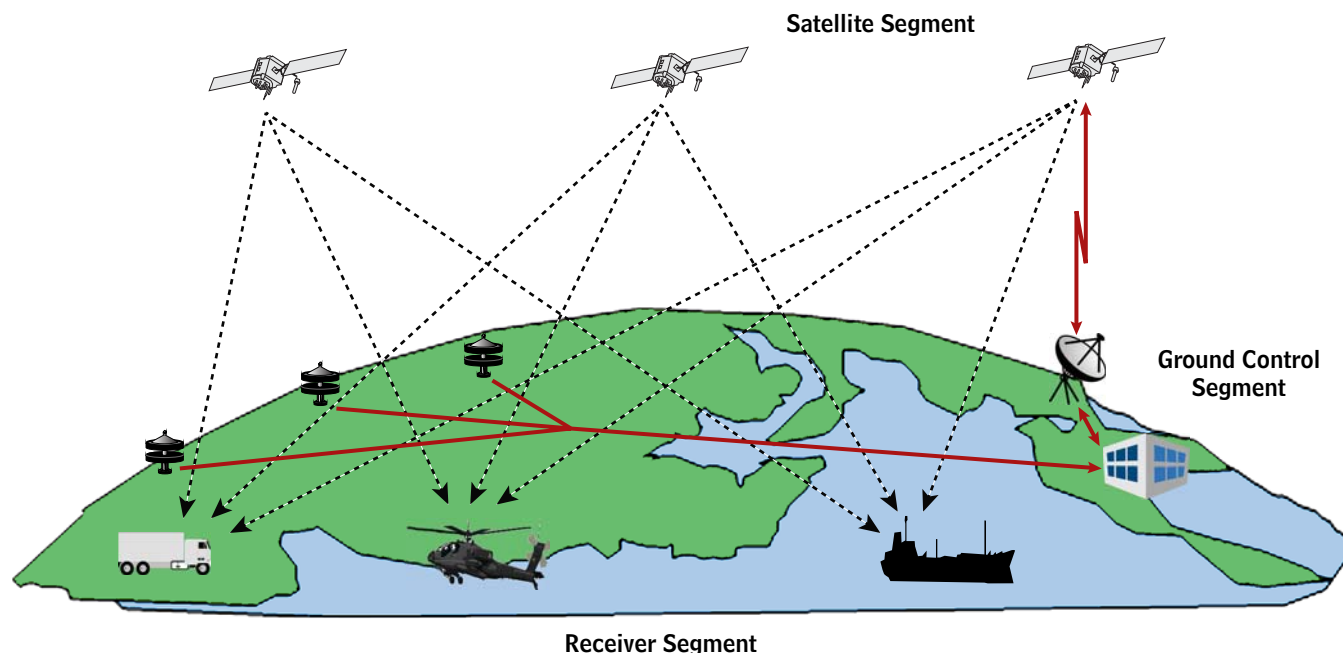 Satellite Segment
Ground Control
Segment
Receiver Segment